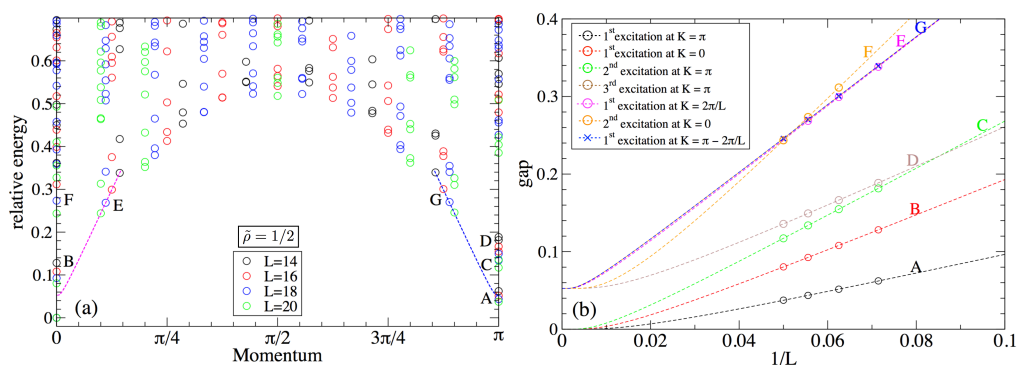 relative energy
0.6
0.5
0.4
0.3
0.2
0.1
0
F
B
E
G
D
C
A
ρ̃ = 1/2
L=14
L=16
L=18
L=20
(a)
0
π/4
π/2
3π/4
π
Momentum
gap
0.4
0.3
0.2
0.1
0
1st excitation at K = π
1st excitation at K = 0
2nd excitation at K = π
3rd excitation at K = π
1st excitation at K = 2π/L
2nd excitation at K = 0
1st excitation at K = π − 2π/L
F
E
G
C
D
B
A
(b)
0
0.02
0.04
0.06
0.08
0.1
1/L